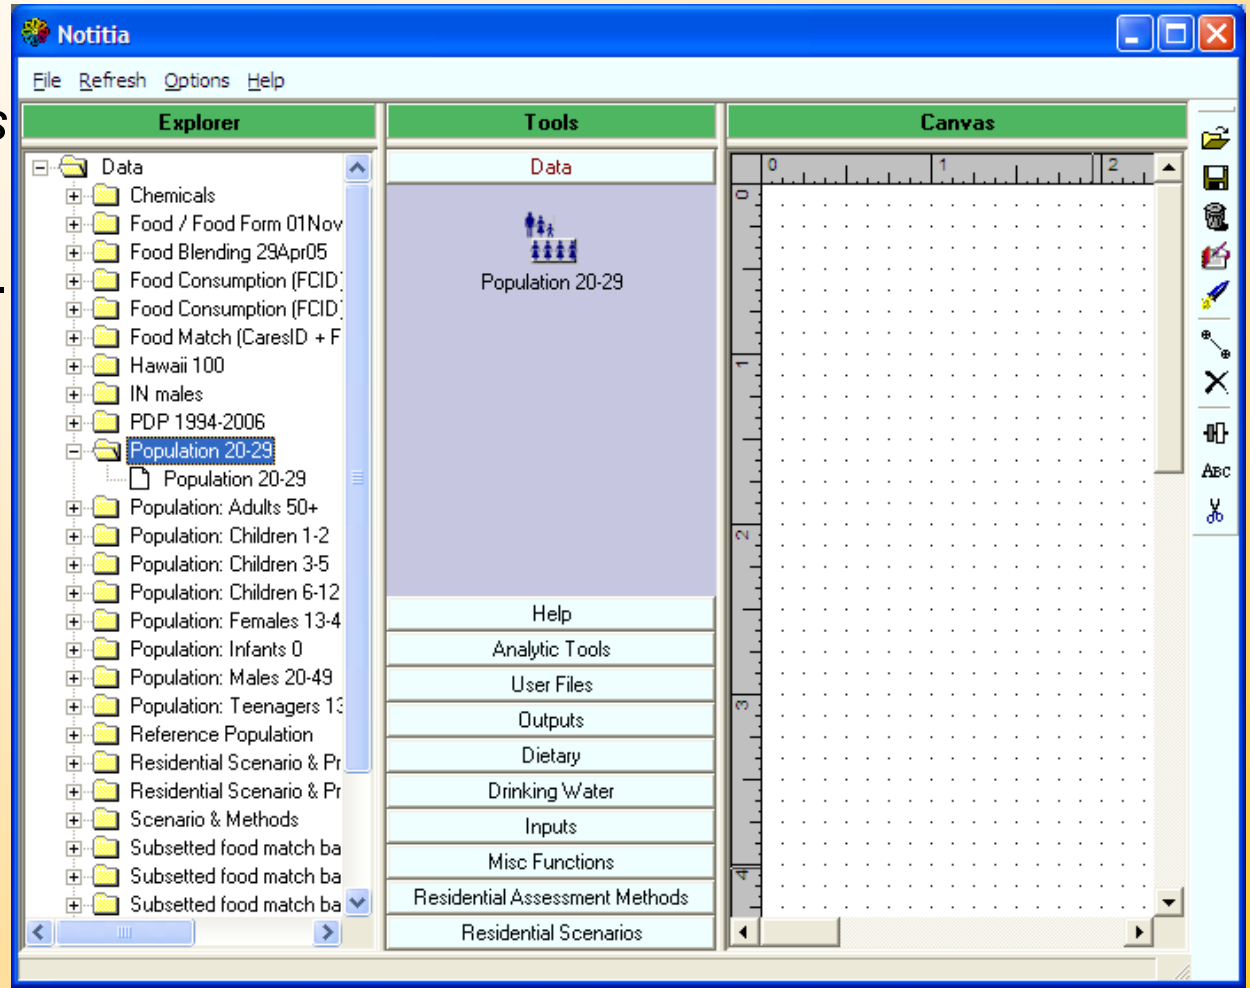 Notitia
File Refresh Options Help
s
Explorer
Data
Chemicals
Food / Food Form 01Nov
Food Blending 29Apr05
Food Consumption (FCID)
Food Consumption (FCID)
Food Match (CaresID + F
Hawaii 100
IN males
PDP 1994-2006
Population 20-29
Population 20-29
Population: Adults 50+
Population: Children 1-2
Population: Children 3-5
Population: Children 6-12
Population: Females 13-4
Population: Infants 0
Population: Males 20-49
Population: Teenagers 13
Reference Population
Residential Scenario & Pr
Residential Scenario & Pr
Scenario & Methods
Subsetted food match ba
Subsetted food match ba
Subsetted food match ba
Tools
Data
Population 20-29
Help
Analytic Tools
User Files
Outputs
Dietary
Drinking Water
Inputs
Misc Functions
Residential Assessment Methods
Residential Scenarios
Canvas
0 1 2
0
1
2
3
4
ABC